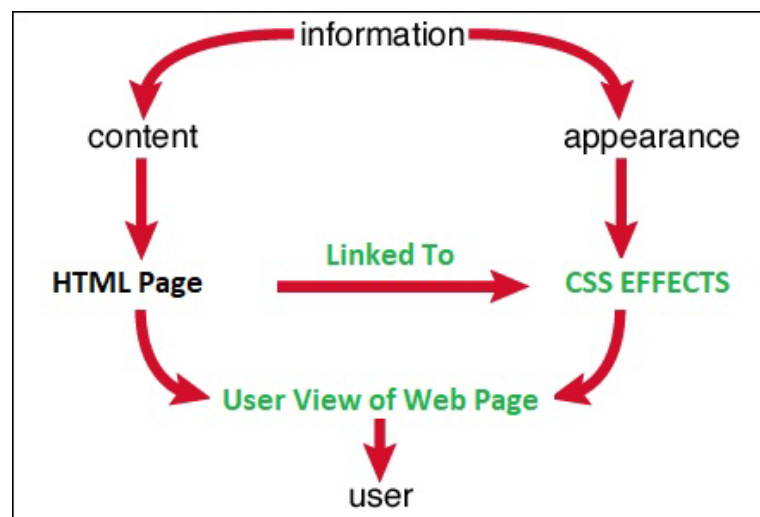 information
content
appearance
Linked To
HTML Page
CSS EFFECTS
User View of Web Page
user